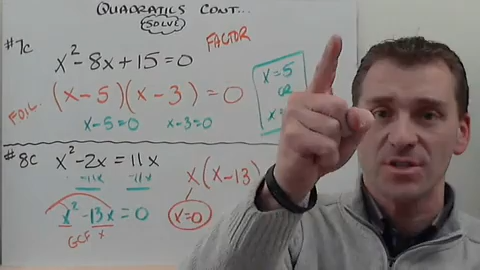 QUADRATICS CONT...
SOLVE
#7c
FACTOR
x² - 8x + 15 = 0
FOIL
(x - 5)(x - 3) = 0
x - 5 = 0 x - 3 = 0
x = 5
OR
x =
#8c x² - 2x = 11x
-11x -11x
x² - 13x = 0
GCF x
x(x - 13)
x = 0